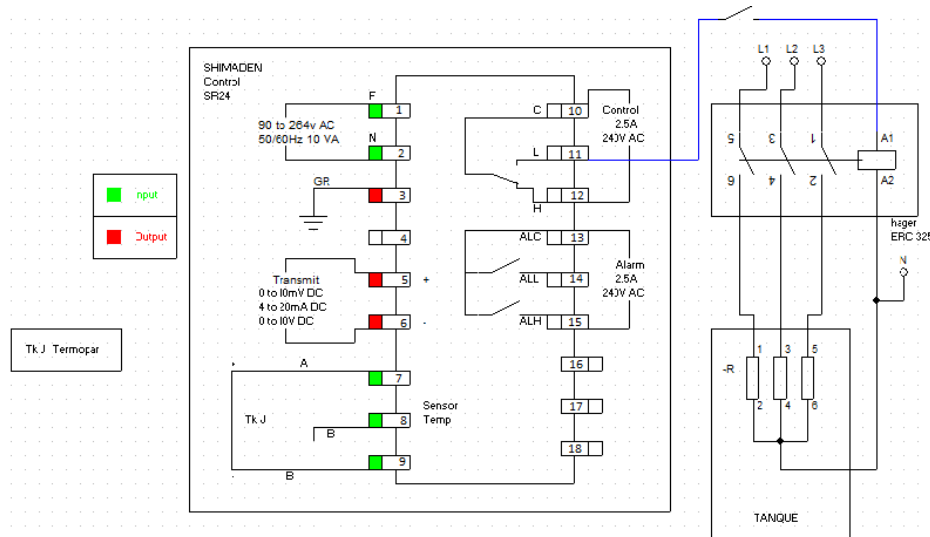 SHIMADEN
Control
SR24
F
1
90 to 264v AC
50/60Hz 10 VA
N
2
GR
3
4
Transmit
0 to 10mV DC
4 to 20mA DC
0 to 10V DC
5
+
6
-
A
7
Tk J
8
B
9
B
Sensor
Temp
C
10
Control
2.5A
240V AC
L
11
12
H
ALC
13
ALL
14
Alarm
2.5A
240V AC
ALH
15
16
17
18
Input
Output
Tk J Termopar
L1
L2
L3
5
3
1
A1
6
4
2
A2
hager
ERC 325
N
-R
1
3
5
2
4
6
TANQUE